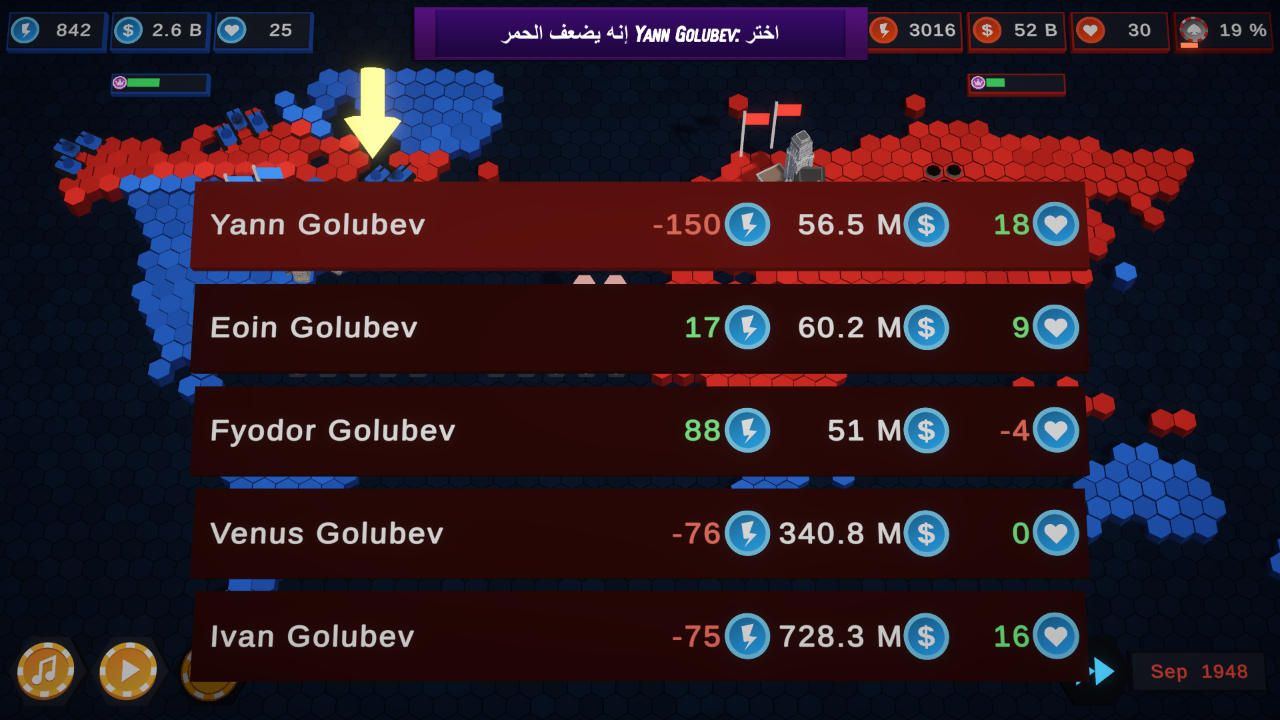 842
2.6 B
25
اختر Yann Golubev: إنه يضعف الحمر
3016
52 B
30
19 %
Yann Golubev -150 56.5 M$ 18
Eoin Golubev 17 60.2 M$ 9
Fyodor Golubev 88 51 M$ -4
Venus Golubev -76 340.8 M$ 0
Ivan Golubev -75 728.3 M$ 16
Sep 1948